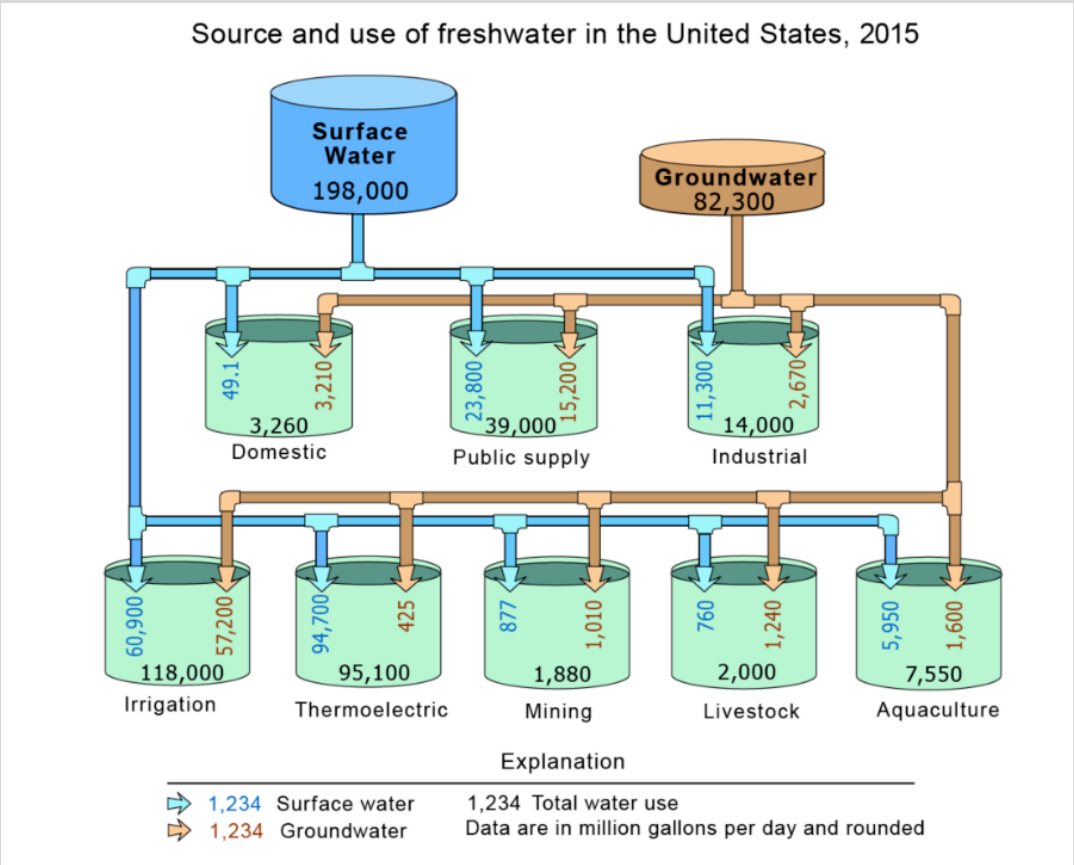 Source and use of freshwater in the United States, 2015
Surface
Water
198,000
Groundwater
82,300
49.1
3,210
3,260
Domestic
23,800
15,200
39,000
Public supply
11,300
2,670
14,000
Industrial
60,900
57,200
118,000
Irrigation
94,700
425
95,100
Thermoelectric
877
1,010
1,880
Mining
760
1,240
2,000
Livestock
5,950
1,600
7,550
Aquaculture
Explanation
1,234 Surface water
1,234 Groundwater
1,234 Total water use
Data are in million gallons per day and rounded